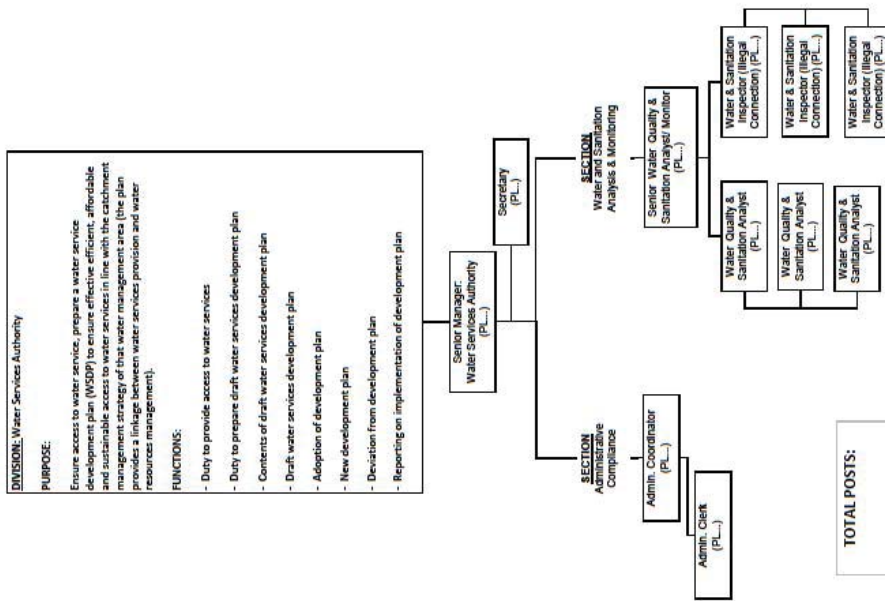 DIVISION: Water Services Authority
PURPOSE:
Ensure access to water service, prepare a water service
development plan (WSDP) to ensure effective efficient, affordable
and sustainable access to water services in line with the catchment
management strategy of that water management area (the plan
provides a linkage between water services provision and water
resources management).
FUNCTIONS:
- Duty to provide access to water services
- Duty to prepare draft water services development plan
- Contents of draft water services development plan
- Draft water services development plan
- Adoption of development plan
- New development plan
- Deviation from development plan
- Reporting on implementation of development plan
Senior Manager:
Water Services Authority
(PL...)
Secretary
(PL..)
SECTION
Administrative
Compliance
Admin. Coordinator
(PL...)
Admin. Clerk
(PL...)
SECTION
Water and Sanitation
Analysis & Monitoring
Senior Water Quality &
Sanitation Analyst/ Monitor
(PL...)
Water Quality &
Sanitation Analyst
(PL...)
Water Quality &
Sanitation Analyst
(PL...)
Water Quality &
Sanitation Analyst
(PL...)
Water & Sanitation
Inspector (Illegal
Connection) (PL...)
Water & Sanitation
Inspector (Illegal
Connection) (PL...)
Water & Sanitation
Inspector (Illegal
Connection) (PL...)
TOTAL POSTS: